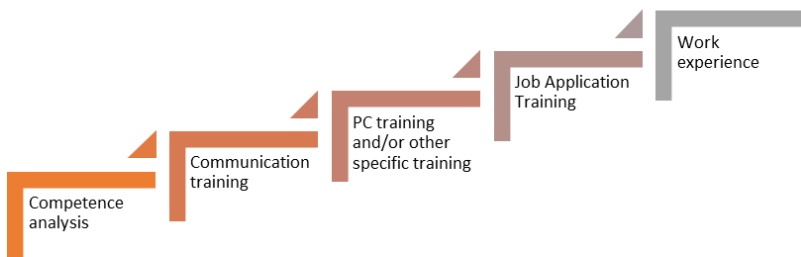 Competence
analysis
Communication
training
PC training
and/or other
specific training
Job Application
Training
Work
experience